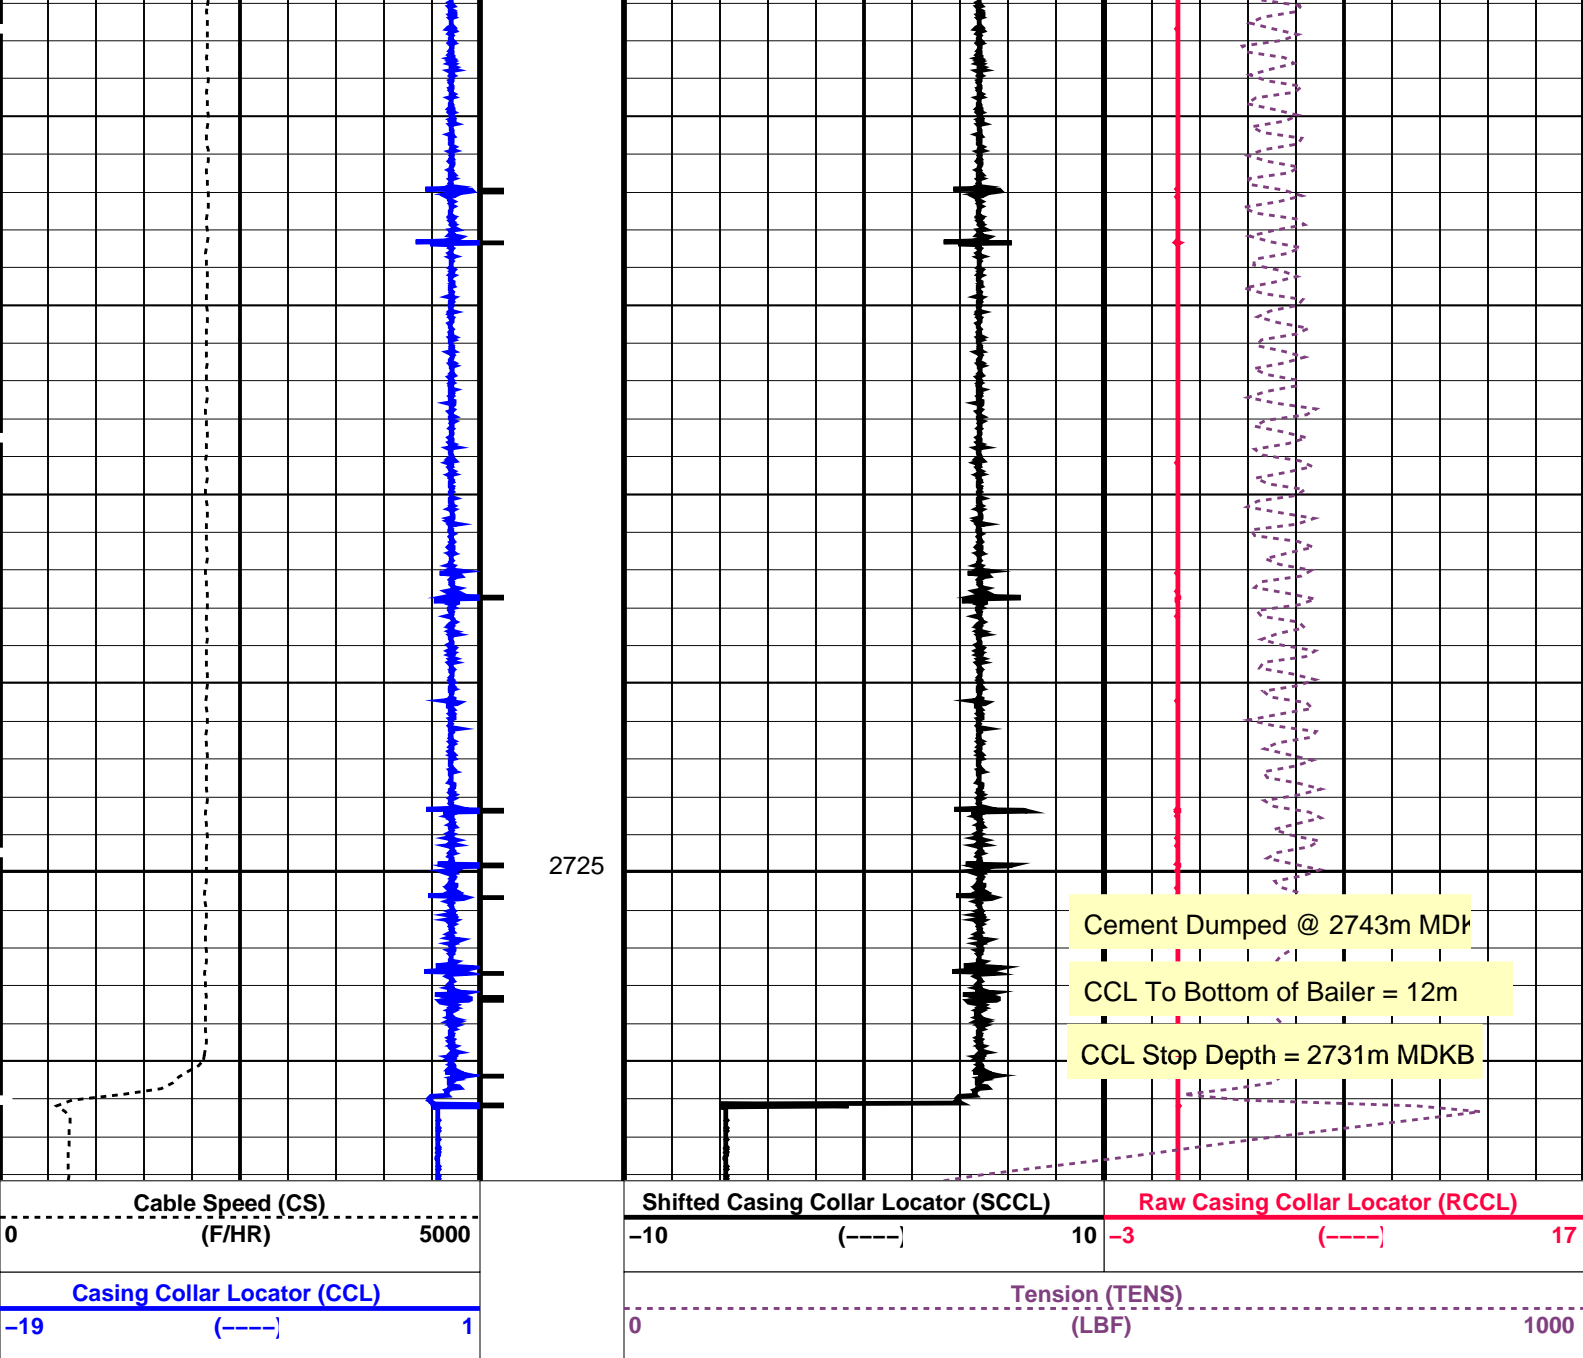 2725
Cement Dumped @ 2743m MDK
CCL To Bottom of Bailer = 12m
CCL Stop Depth = 2731m MDKB
Cable Speed (CS)
0 (F/HR) 5000
Shifted Casing Collar Locator (SCCL)
−10 (−−−−) 10
Raw Casing Collar Locator (RCCL)
−3 (−−−−) 17
Casing Collar Locator (CCL)
−19 (−−−−) 1
Tension (TENS)
0 (LBF) 1000